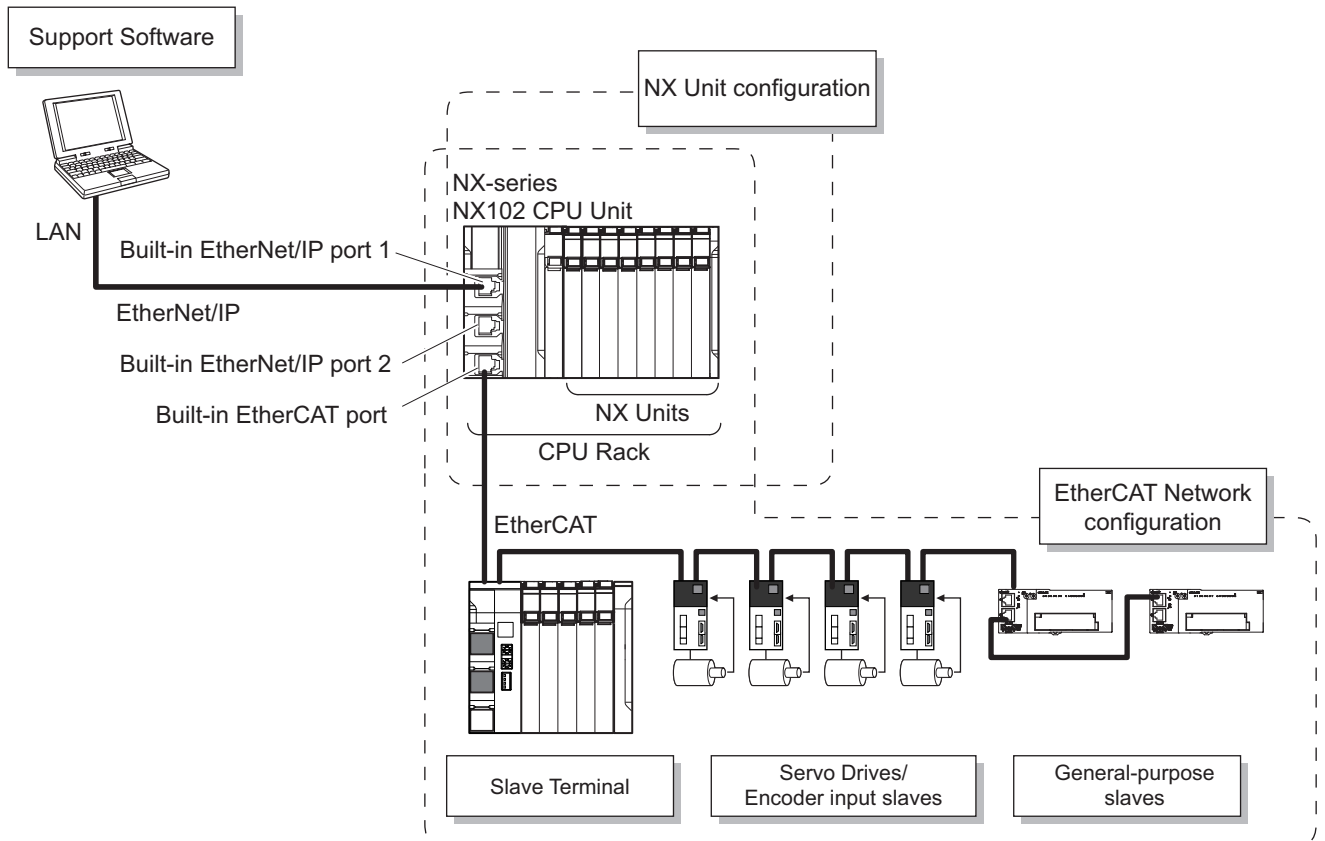 Support Software
NX Unit configuration
NX-series
NX102 CPU Unit
LAN
Built-in EtherNet/IP port 1
EtherNet/IP
Built-in EtherNet/IP port 2
Built-in EtherCAT port
NX Units
CPU Rack
EtherCAT Network
configuration
EtherCAT
Slave Terminal
Servo Drives/
Encoder input slaves
General-purpose
slaves